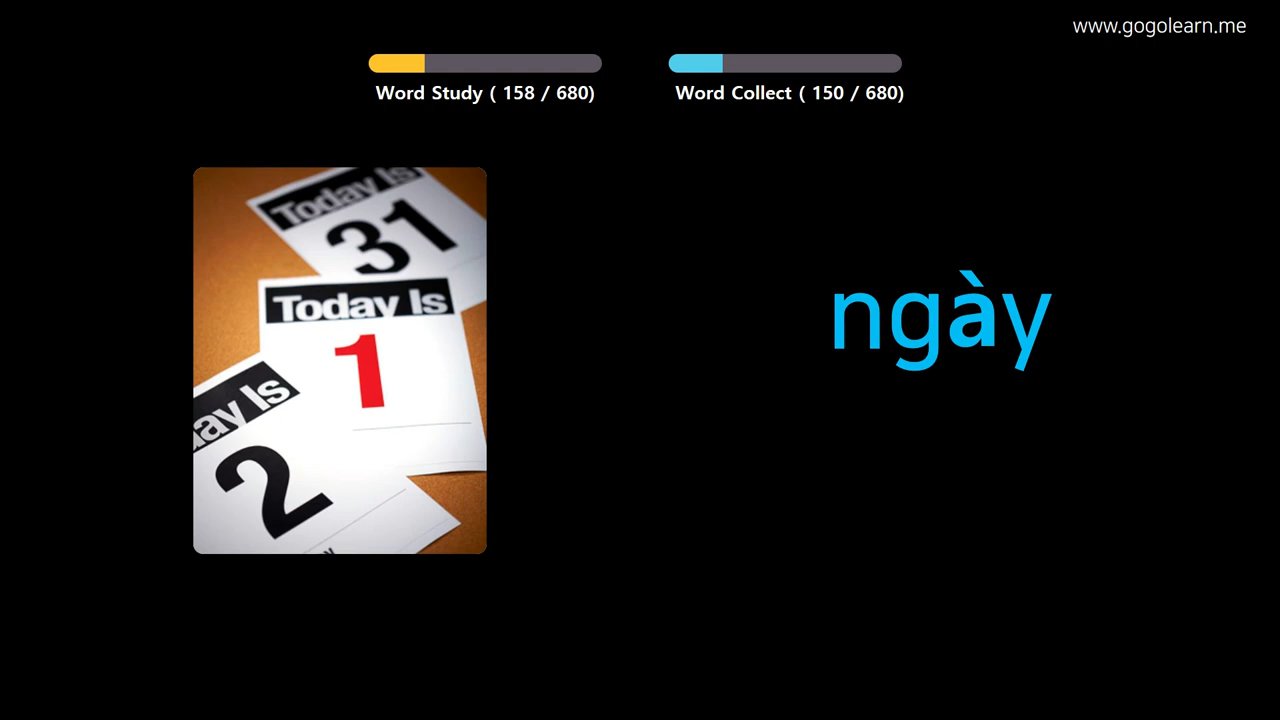 www.gogolearn.me
Word Study ( 158 / 680)
Word Collect ( 150 / 680)
Today Is
31
Today Is
1
ay Is
2
ngày